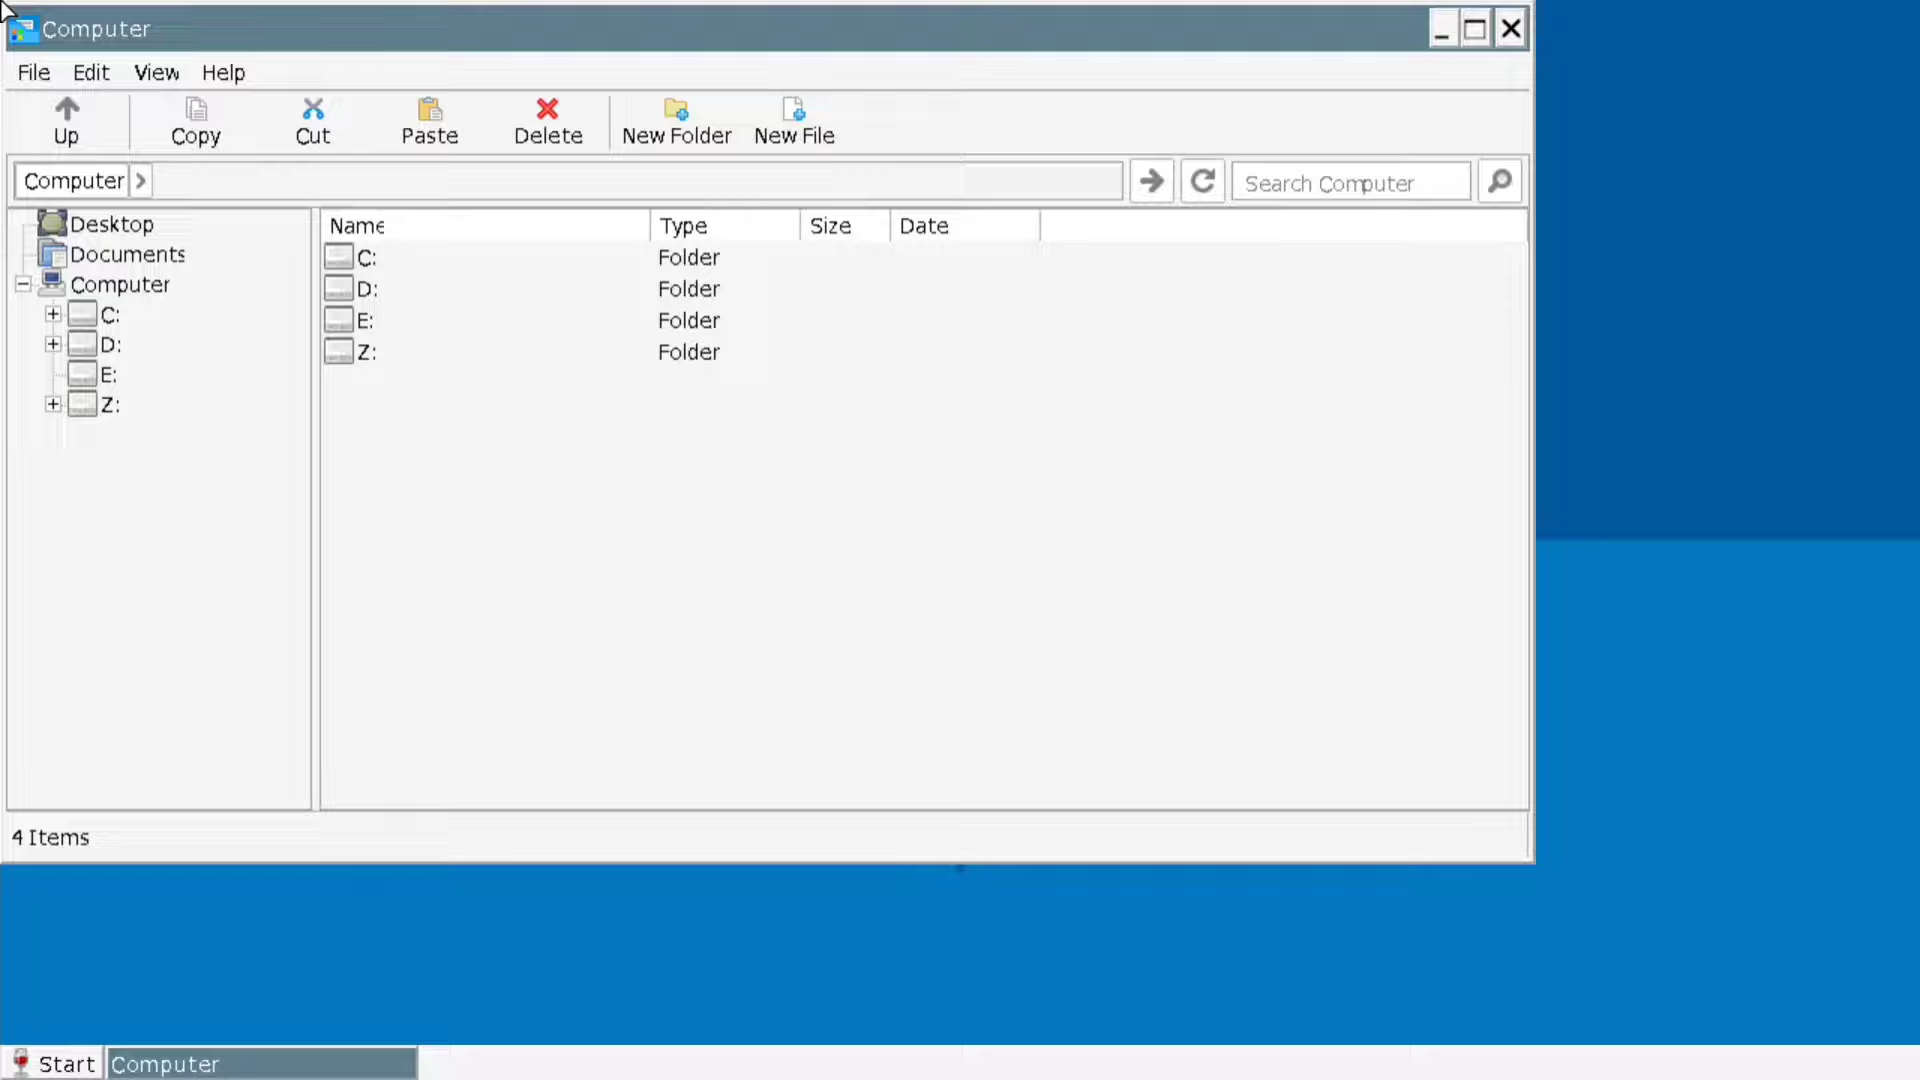 Computer
File Edit View Help
Up Copy Cut Paste Delete New Folder New File
Computer Search Computer
Desktop
Documents
Computer
C:
D:
E:
Z:
Name Type Size Date
C: Folder
D: Folder
E: Folder
Z: Folder
4 Items
Start Computer